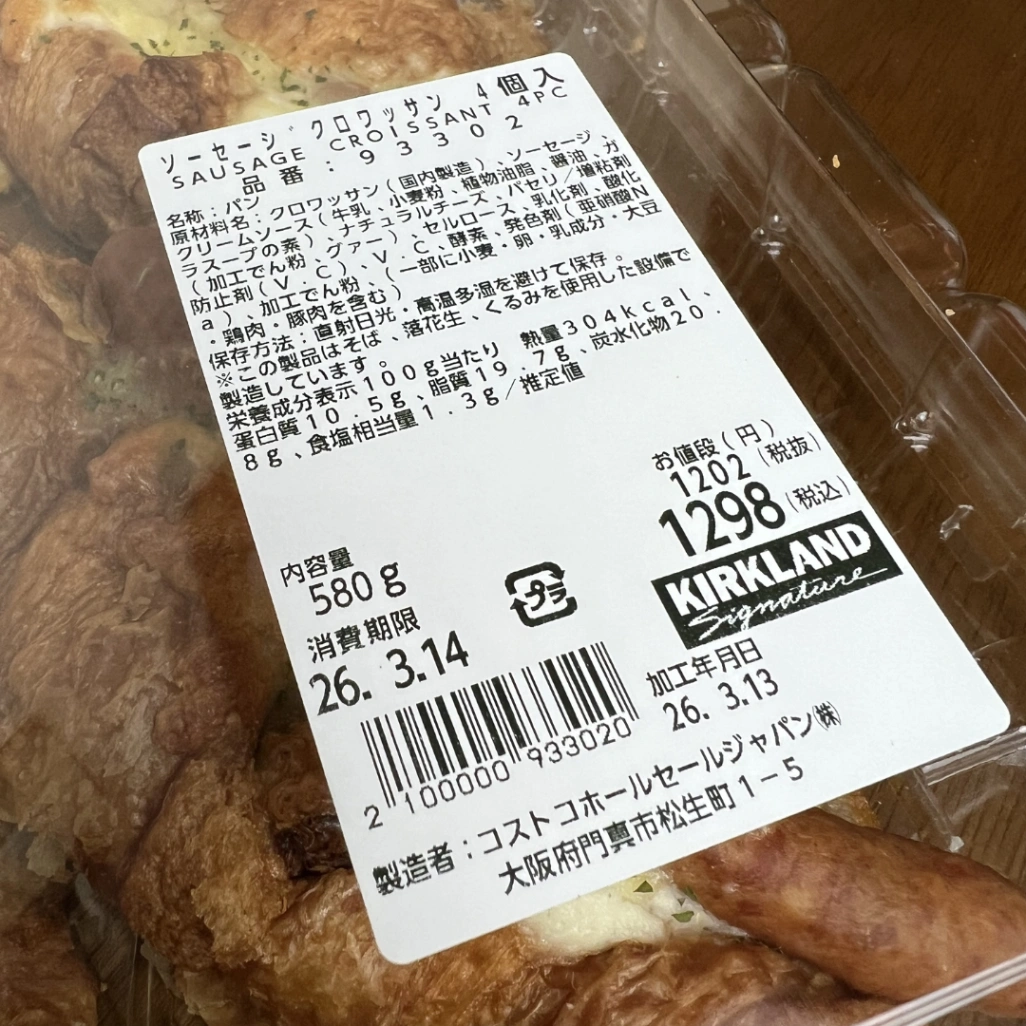 ソーセージ クロワッサン 4個入
SAUSAGE CROISSANT 4PC
品番:93302
名称:パン
原材料名:クロワッサン(国内製造)、ソーセージ、
クリームソース(牛乳、小麦粉、植物油脂、醤油、ガ
ラスープの素)、ナチュラルチーズ、パセリ/増粘剤
(加工でん粉、グァー)、セルロース、乳化剤、酸化
防止剤(V.C)、V.C、酵素、発色剤(亜硝酸N
a)、加工でん粉、(一部に小麦・卵・乳成分・大豆
・鶏肉・豚肉を含む)
保存方法:直射日光・高温多湿を避けて保存。
※この製品はそば、落花生、くるみを使用した設備で
製造しています。
栄養成分表示100g当たり 熱量304kcal、
蛋白質10.5g、脂質19.7g、炭水化物20.
8g、食塩相当量1.3g/推定値
お値段(円)
1202(税抜)
1298(税込)
内容量
580g
プラ
KIRKLAND
Signature
消費期限
26. 3.14
加工年月日
26. 3.13
2 100000 933020
製造者:コストコホールセールジャパン㈱
大阪府門真市松生町1-5